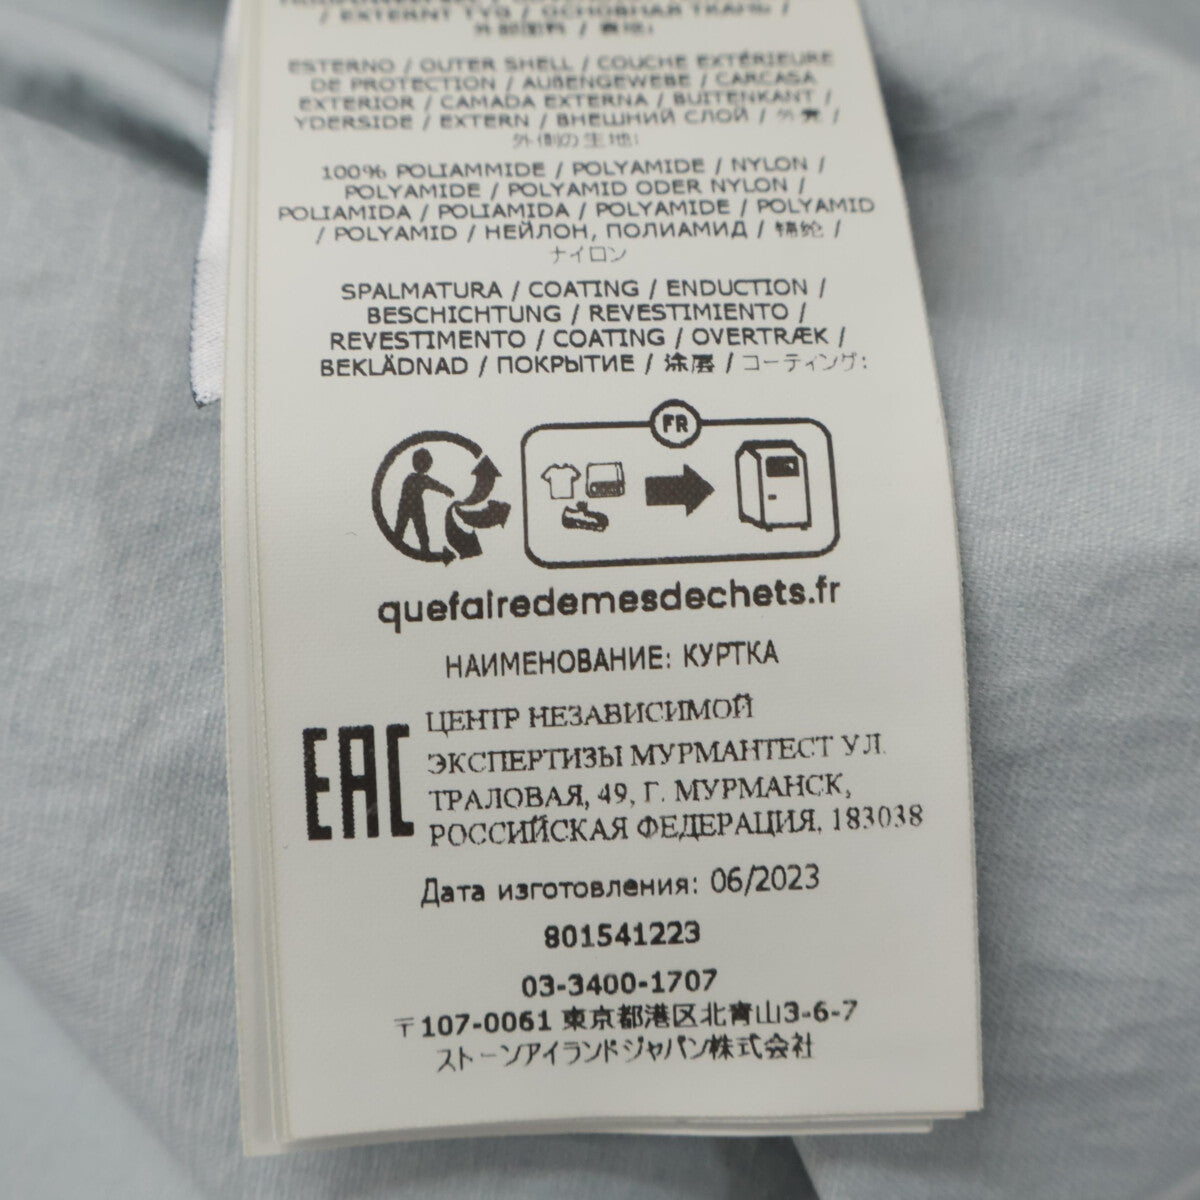 / EXTERNT TYG / ОСНОВНАЯ ТКАНЬ /
ESTERNO / OUTER SHELL / COUCHE EXTÉRIEURE
DE PROTECTION / AUßENGEWEBE / CARCASA
EXTERIOR / CAMADA EXTERNA / BUITENKANT /
YDERSIDE / EXTERN / ВНЕШНИЙ СЛОЙ / 外壳 /
外側の生地:
100% POLIAMMIDE / POLYAMIDE / NYLON /
POLYAMIDE / POLYAMID ODER NYLON /
POLIAMIDA / POLIAMIDA / POLYAMIDE / POLYAMID
/ POLYAMID / НЕЙЛОН, ПОЛИАМИД / 锦纶 /
ナイロン
SPALMATURA / COATING / ENDUCTION /
BESCHICHTUNG / REVESTIMIENTO /
REVESTIMENTO / COATING / OVERTRÆK /
BEKLÄDNAD / ПОКРЫТИЕ / 涂层 / コーティング:
FR
quefairedemesdechets.fr
НАИМЕНОВАНИЕ: КУРТКА
EAC ЦЕНТР НЕЗАВИСИМОЙ
ЭКСПЕРТИЗЫ МУРМАНТЕСТ УЛ.
ТРАЛОВАЯ, 49, Г. МУРМАНСК,
РОССИЙСКАЯ ФЕДЕРАЦИЯ, 183038
Дата изготовления: 06/2023
801541223
03-3400-1707
〒107-0061 東京都港区北青山3-6-7
ストーンアイランドジャパン株式会社